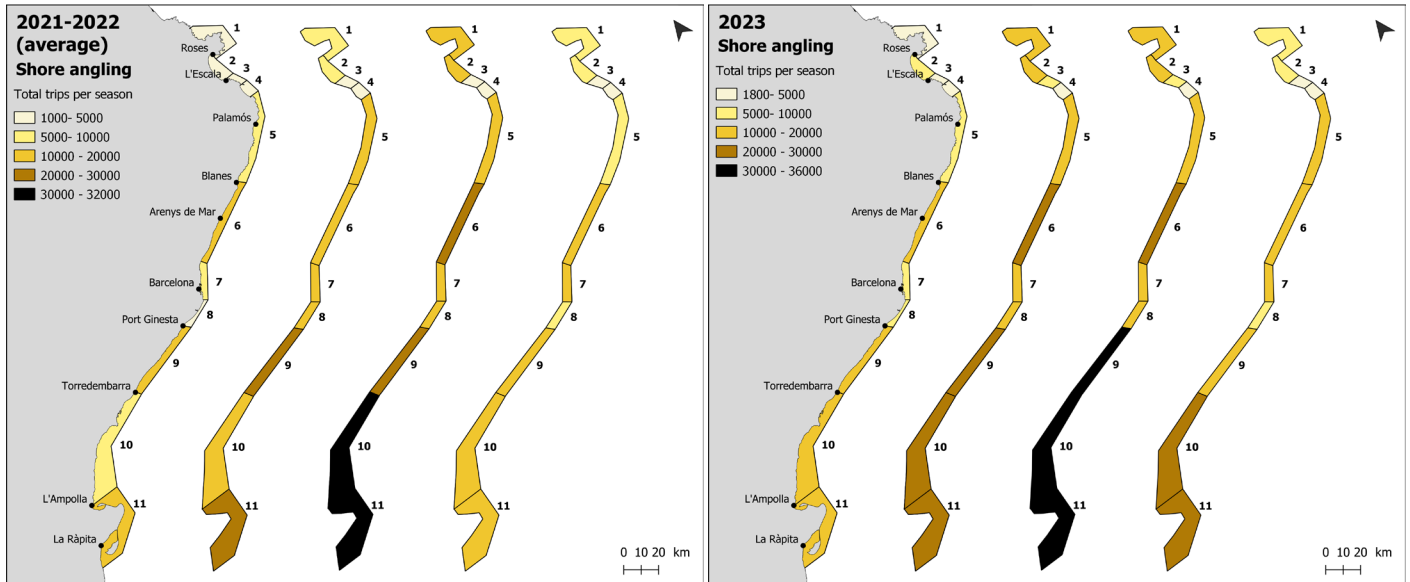 2021-2022
(average)
Shore angling
Total trips per season
1000- 5000
5000- 10000
10000 - 20000
20000 - 30000
30000 - 32000
Roses
L'Escala
Palamós
Blanes
Arenys de Mar
Barcelona
Port Ginesta
Torredembarra
L'Ampolla
La Ràpita
1
2
3
4
5
6
7
8
9
10
11
1
2
3
4
5
6
7
8
9
10
11
1
2
3
4
5
6
7
8
9
10
11
1
2
3
4
5
6
7
8
9
0 10 20 km
2023
Shore angling
Total trips per season
1800- 5000
5000- 10000
10000 - 20000
20000 - 30000
30000 - 36000
Roses
L'Escala
Palamós
Blanes
Arenys de Mar
Barcelona
Port Ginesta
Torredembarra
L'Ampolla
La Ràpita
1
2
3
4
5
6
7
8
9
10
11
1
2
3
4
5
6
7
8
9
10
11
1
2
3
4
5
6
7
8
9
10
11
1
2
3
4
5
6
7
8
9
10
11
0 10 20 km